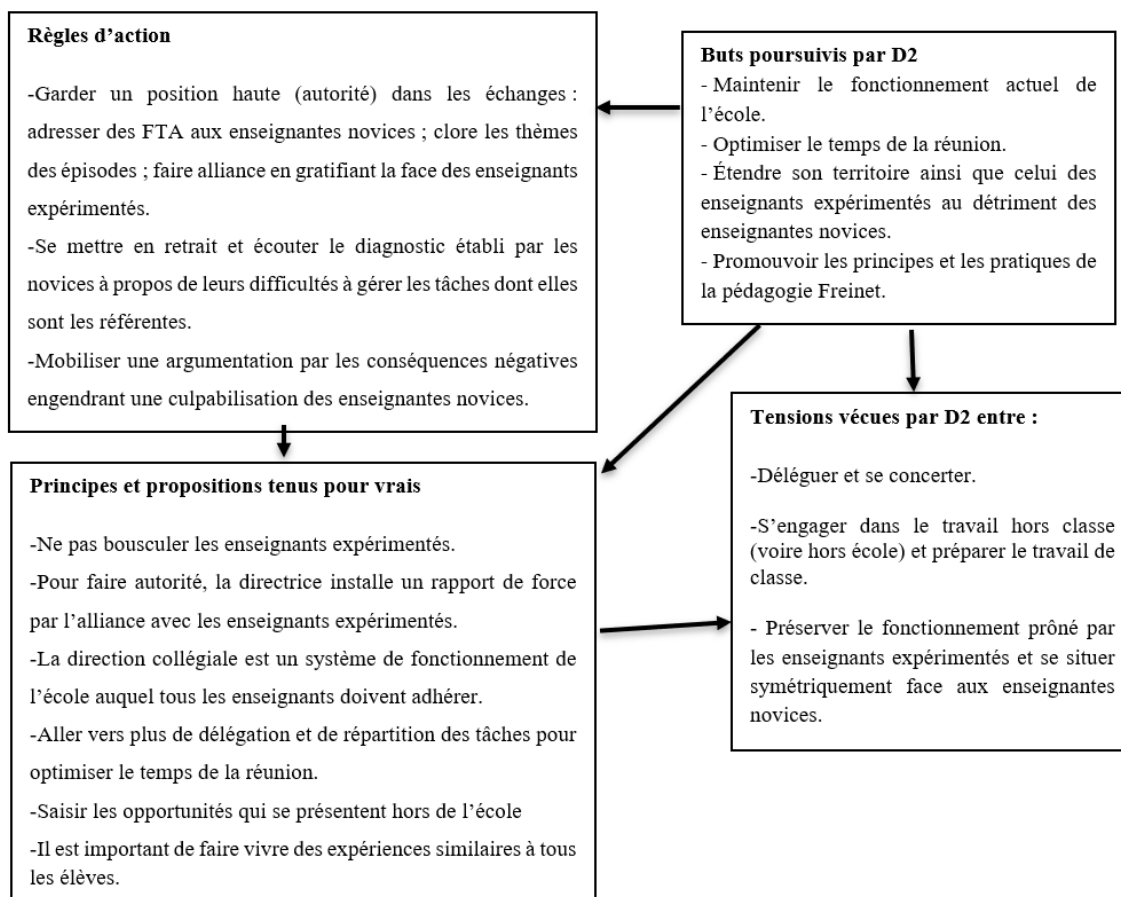 Règles d’action
-Garder un position haute (autorité) dans les échanges :
adresser des FTA aux enseignantes novices ; clore les thèmes
des épisodes ; faire alliance en gratifiant la face des enseignants
expérimentés.
-Se mettre en retrait et écouter le diagnostic établi par les
novices à propos de leurs difficultés à gérer les tâches dont elles
sont les référentes.
-Mobiliser une argumentation par les conséquences négatives
engendrant une culpabilisation des enseignantes novices.
Buts poursuivis par D2
- Maintenir le fonctionnement actuel de
l’école.
- Optimiser le temps de la réunion.
- Étendre son territoire ainsi que celui des
enseignants expérimentés au détriment des
enseignantes novices.
- Promouvoir les principes et les pratiques de
la pédagogie Freinet.
Principes et propositions tenus pour vrais
-Ne pas bousculer les enseignants expérimentés.
-Pour faire autorité, la directrice installe un rapport de force
par l’alliance avec les enseignants expérimentés.
-La direction collégiale est un système de fonctionnement de
l’école auquel tous les enseignants doivent adhérer.
-Aller vers plus de délégation et de répartition des tâches pour
optimiser le temps de la réunion.
-Saisir les opportunités qui se présentent hors de l’école
-Il est important de faire vivre des expériences similaires à tous
les élèves.
Tensions vécues par D2 entre :
-Déléguer et se concerter.
-S’engager dans le travail hors classe
(voire hors école) et préparer le travail de
classe.
- Préserver le fonctionnement prôné par
les enseignants expérimentés et se situer
symétriquement face aux enseignantes
novices.